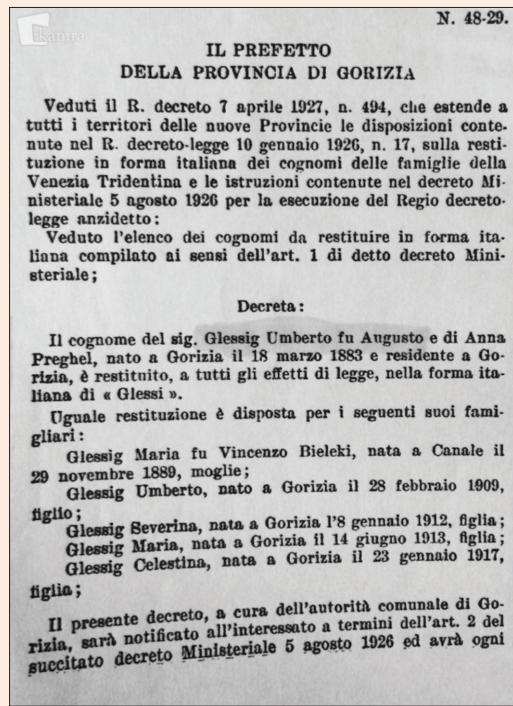 kamra
N. 48-29.
IL PREFETTO
DELLA PROVINCIA DI GORIZIA
Veduti il R. decreto 7 aprile 1927, n. 494, che estende a
tutti i territori delle nuove Provincie le disposizioni conte-
nute nel R. decreto-legge 10 gennaio 1926, n. 17, sulla resti-
tuzione in forma italiana dei cognomi delle famiglie della
Venezia Tridentina e le istruzioni contenute nel decreto Mi-
nisteriale 5 agosto 1926 per la esecuzione del Regio decreto-
legge anzidetto;
Veduto l'elenco dei cognomi da restituire in forma ita-
liana compilato ai sensi dell'art. 1 di detto decreto Mini-
steriale;
Decreta:
Il cognome del sig. Glessig Umberto fu Augusto e di Anna
Preghel, nato a Gorizia il 18 marzo 1883 e residente a Go-
rizia, è restituito, a tutti gli effetti di legge, nella forma ita-
liana di « Glessi ».
Uguale restituzione è disposta per i seguenti suoi fami-
gliari:
Glessig Maria fu Vincenzo Bieleki, nata a Canale il
29 novembre 1889, moglie;
Glessig Umberto, nato a Gorizia il 28 febbraio 1909,
figlio;
Glessig Severina, nata a Gorizia l'8 gennaio 1912, figlia;
Glessig Maria, nata a Gorizia il 14 giugno 1913, figlia;
Glessig Celestina, nata a Gorizia il 23 gennaio 1917,
figlia;
Il presente decreto, a cura dell'autorità comunale di Go-
rizia, sarà notificato all'interessato a termini dell'art. 2 del
succitato decreto Ministeriale 5 agosto 1926 ed avrà ogni